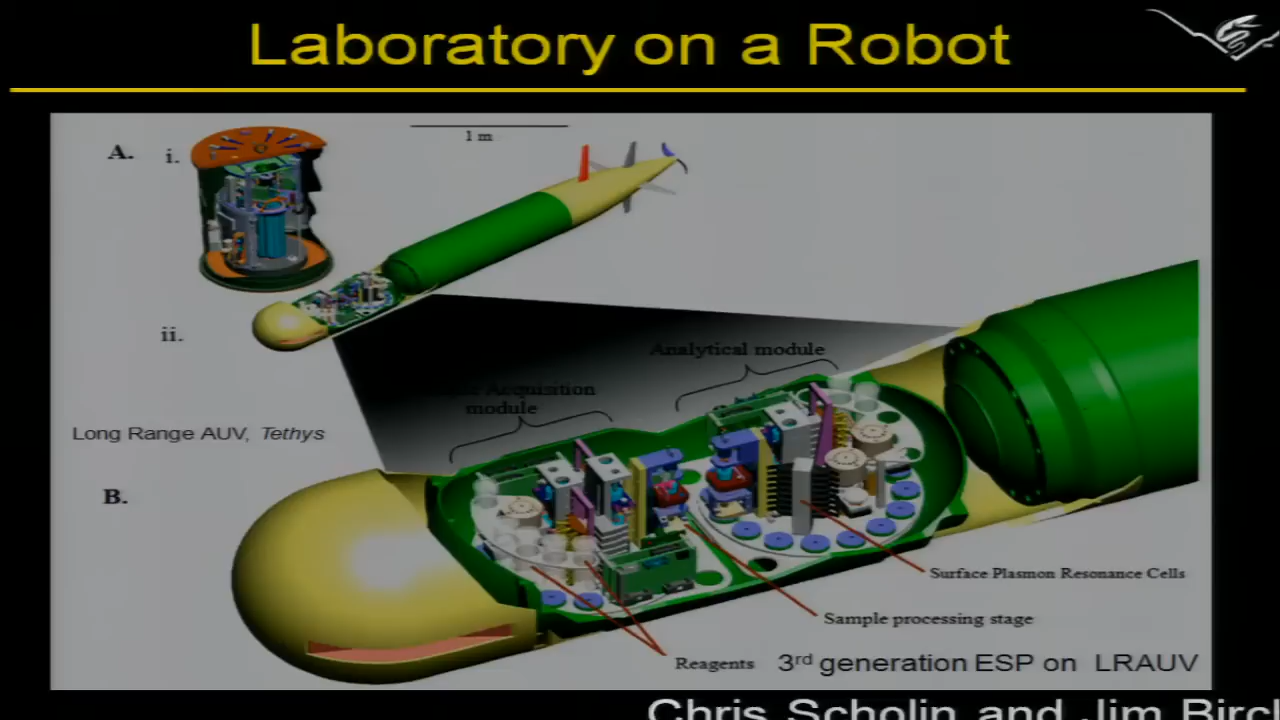 Laboratory on a Robot
1 m
A.
i.
ii.
Analytical module
Acquisition
module
Long Range AUV, Tethys
B.
Surface Plasmon Resonance Cells
Sample processing stage
Reagents
3rd generation ESP on LRAUV
Chris Scholin and Jim Birch